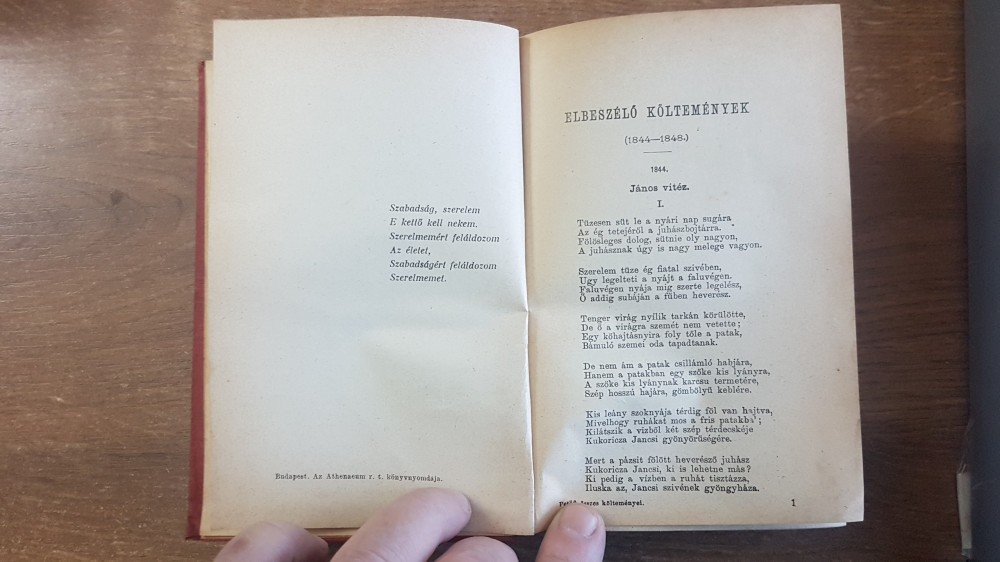 Szabadság, szerelem
E kettő kell nekem.
Szerelmemért feláldozom
Az életet,
Szabadságért feláldozom
Szerelmemet.
Budapest. Az Athenaeum r. t. könyvnyomdája.
ELBESZÉLŐ KÖLTEMÉNYEK
(1844—1848.)
1844.
János vitéz.
I.
Tüzesen süt le a nyári nap sugára
Az ég tetejéről a juhászbojtárra.
Fölösleges dolog, sütnie oly nagyon,
A juhásznak úgy is nagy melege vagyon.
Szerelem tüze ég fiatal szivében,
Ugy legelteti a nyájt a faluvégen.
Faluvégen nyája mig szerte legelész,
Ő addig subáján a fűben heverész.
Tenger virág nyílik tarkán körülötte,
De ő a virágra szemét nem vetette;
Egy kőhajtásnyira foly tőle a patak,
Bámuló szemei oda tapadtanak.
De nem ám a patak csillámló habjára,
Hanem a patakban egy szőke kis lyányra,
A szőke kis lyánynak karcsu termetére,
Szép hosszú hajára, gömbölyű keblére.
Kis leány szoknyája térdig föl van hajtva,
Mivelhogy ruhákat mos a fris patakba;
Kilátszik a vizből két szép térdecskéje
Kukoricza Jancsi gyönyörűségére.
Mert a pázsit fölött heverésző juhász
Kukoricza Jancsi, ki is lehetne más?
Ki pedig a vízben a ruhát tisztázza,
Iluska az, Jancsi szivének gyöngyháza.
összes költeményei.
1